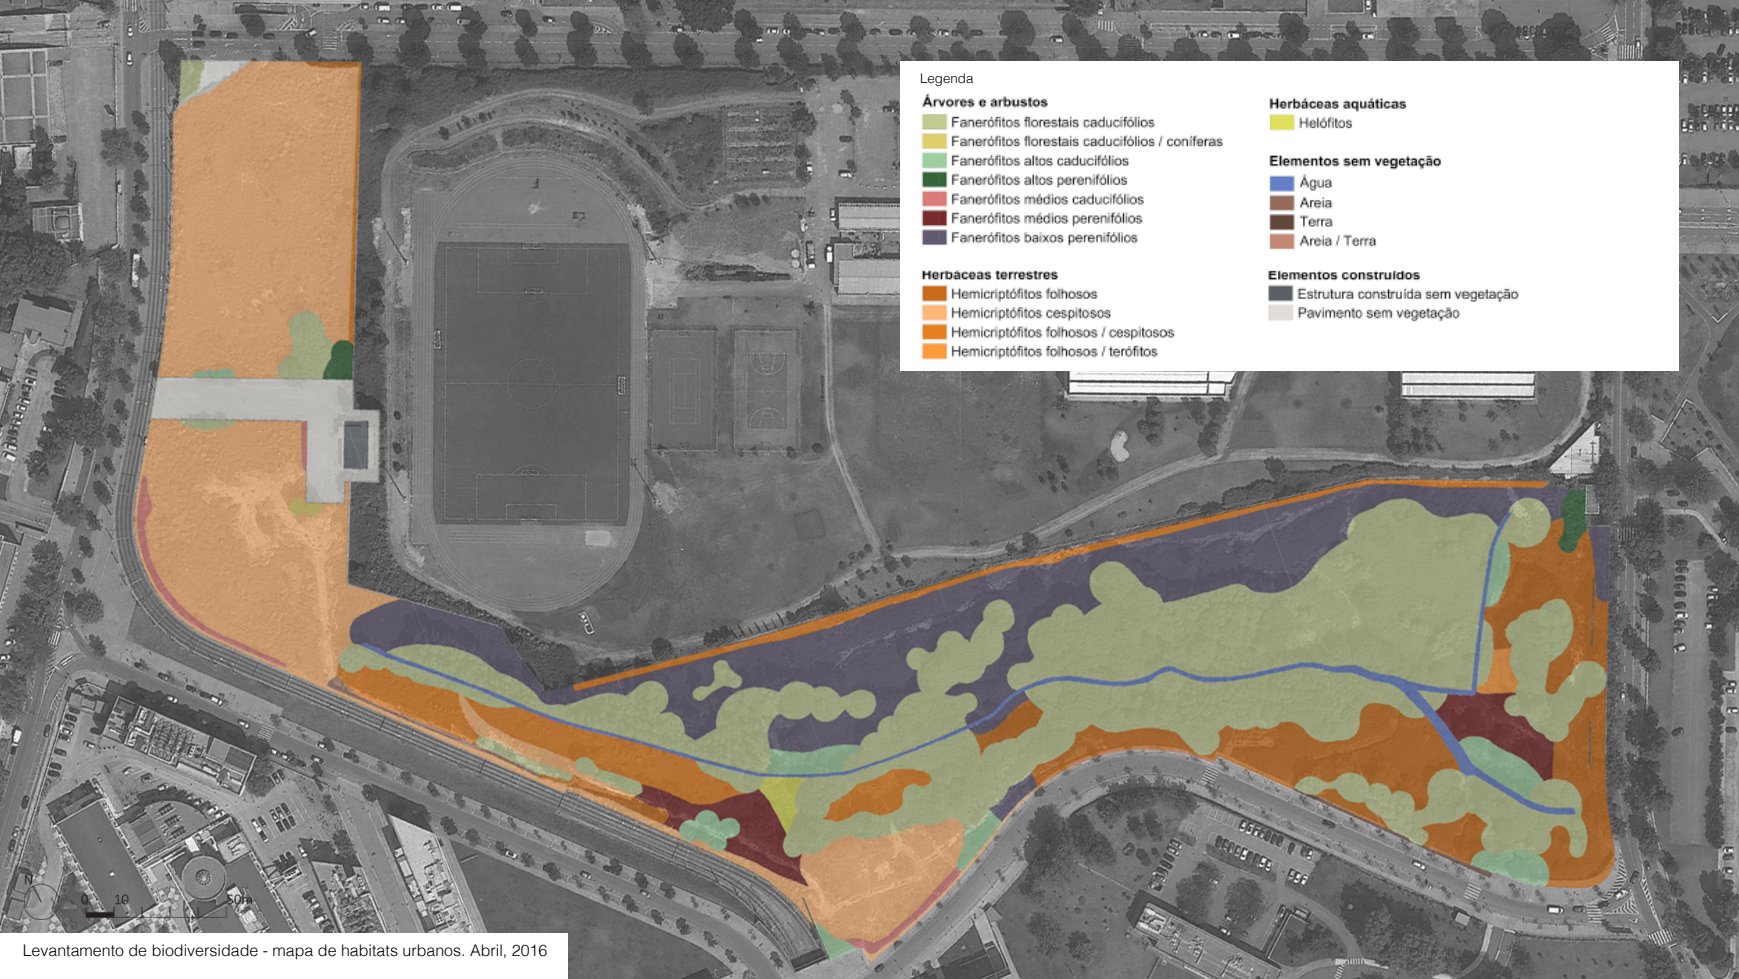 Legenda
Árvores e arbustos
Fanerófitos florestais caducifólios
Fanerófitos florestais caducifólios / coníferas
Fanerófitos altos caducifólios
Fanerófitos altos perenifólios
Fanerófitos médios caducifólios
Fanerófitos médios perenifólios
Fanerófitos baixos perenifólios
Herbáceas terrestres
Hemicriptófitos folhosos
Hemicriptófitos cespitosos
Hemicriptófitos folhosos / cespitosos
Hemicriptófitos folhosos / terófitos
Herbáceas aquáticas
Helófitos
Elementos sem vegetação
Água
Areia
Terra
Areia / Terra
Elementos construídos
Estrutura construída sem vegetação
Pavimento sem vegetação
N
0 10 50m
Levantamento de biodiversidade - mapa de habitats urbanos. Abril, 2016